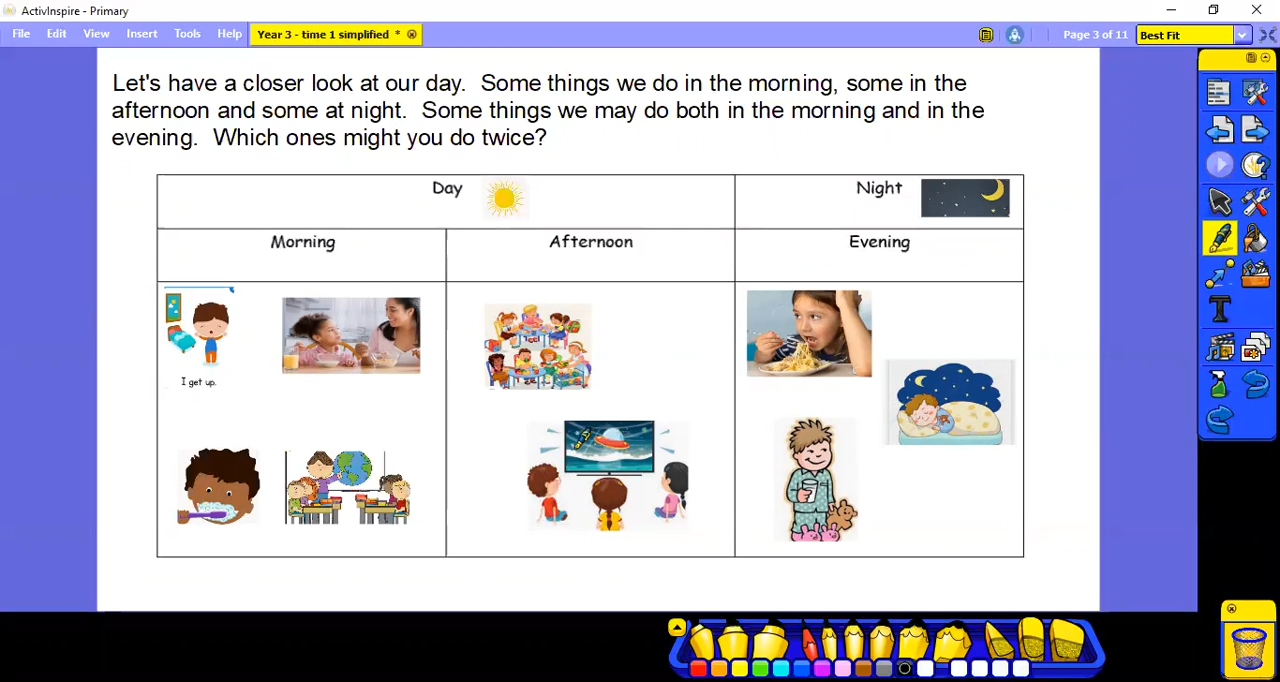 ActivInspire - Primary
File Edit View Insert Tools Help Year 3 - time 1 simplified * Page 3 of 11 Best Fit
Let's have a closer look at our day. Some things we do in the morning, some in the
afternoon and some at night. Some things we may do both in the morning and in the
evening. Which ones might you do twice?
Day Night
Morning Afternoon Evening
I get up.